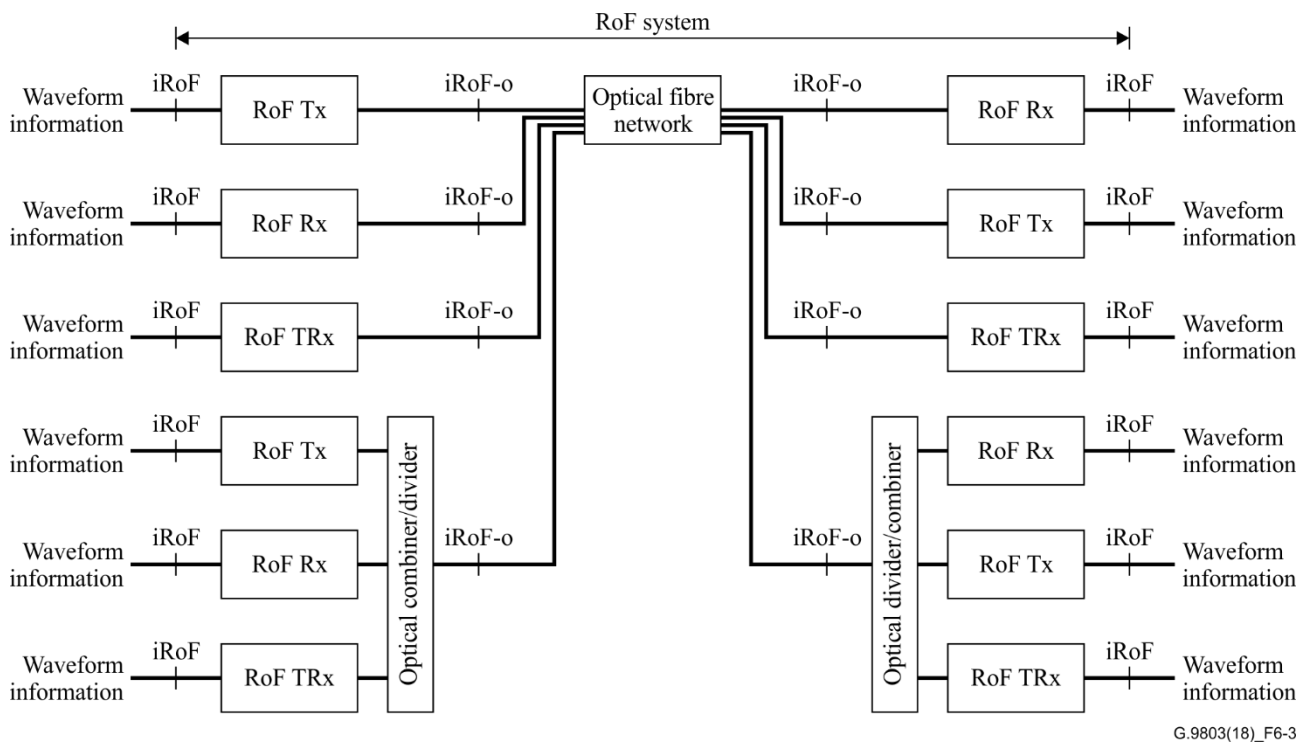 RoF system
iRoF
iRoF-o
iRoF-o
iRoF
Waveform
information
RoF Tx
Optical fibre
network
RoF Rx
Waveform
information
iRoF
iRoF-o
iRoF-o
iRoF
Waveform
information
RoF Rx
RoF Tx
Waveform
information
iRoF
iRoF-o
iRoF-o
iRoF
Waveform
information
RoF TRx
RoF TRx
Waveform
information
iRoF
iRoF
Waveform
information
RoF Tx
Optical combiner/divider
Optical divider/combiner
RoF Rx
Waveform
information
iRoF
iRoF-o
iRoF-o
iRoF
Waveform
information
RoF Rx
RoF Tx
Waveform
information
iRoF
iRoF
Waveform
information
RoF TRx
RoF TRx
Waveform
information
G.9803(18)_F6-3